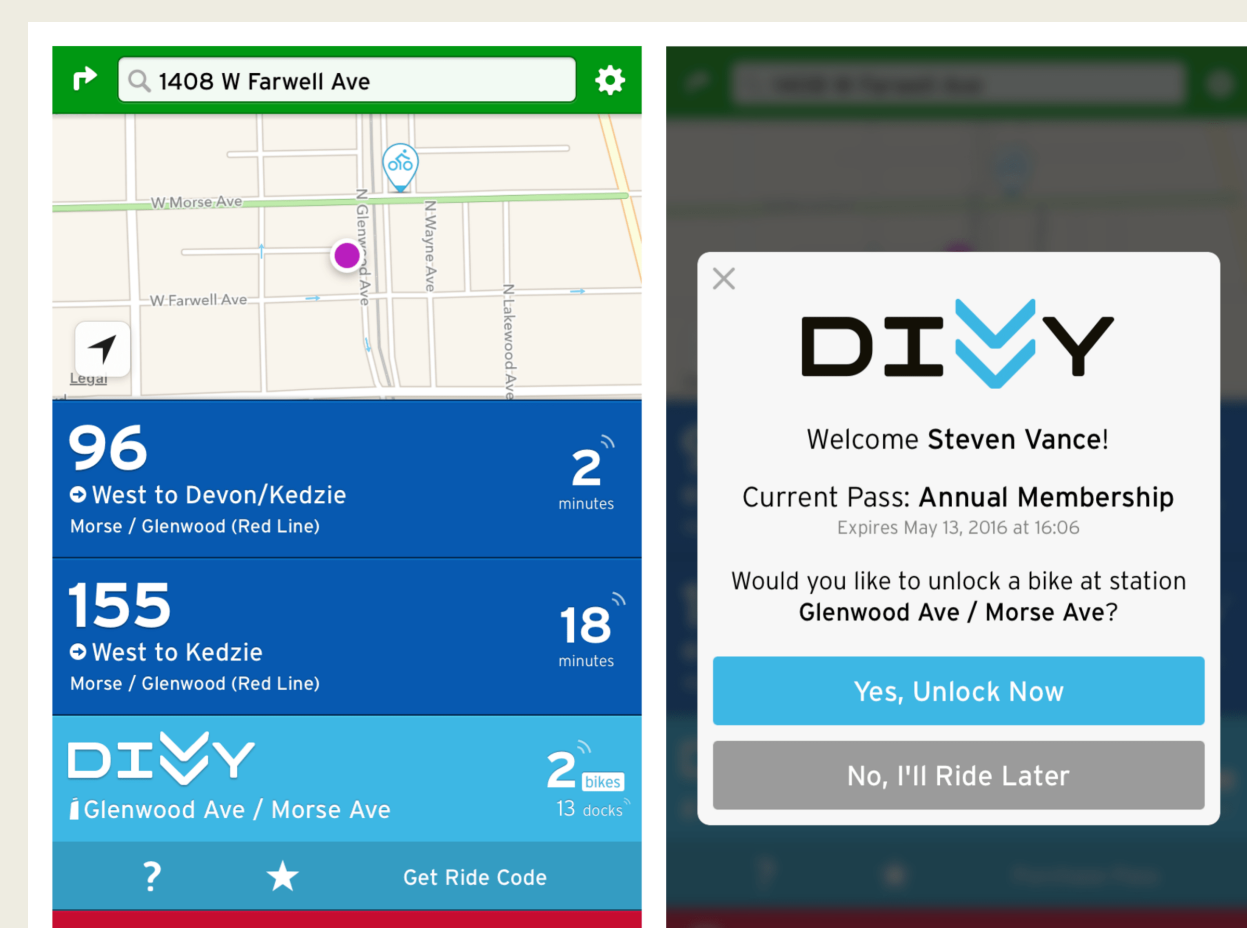 1408 W Farwell Ave
W Morse Ave
N Glenwood Ave
N Wayne Ave
W Farwell Ave
N Lakewood Ave
Legal
96
West to Devon/Kedzie
Morse / Glenwood (Red Line)
2
minutes
155
West to Kedzie
Morse / Glenwood (Red Line)
18
minutes
DIVVY
Glenwood Ave / Morse Ave
2 bikes
13 docks
? ★ Get Ride Code
DIVVY
Welcome Steven Vance!
Current Pass: Annual Membership
Expires May 13, 2016 at 16:06
Would you like to unlock a bike at station
Glenwood Ave / Morse Ave?
Yes, Unlock Now
No, I'll Ride Later